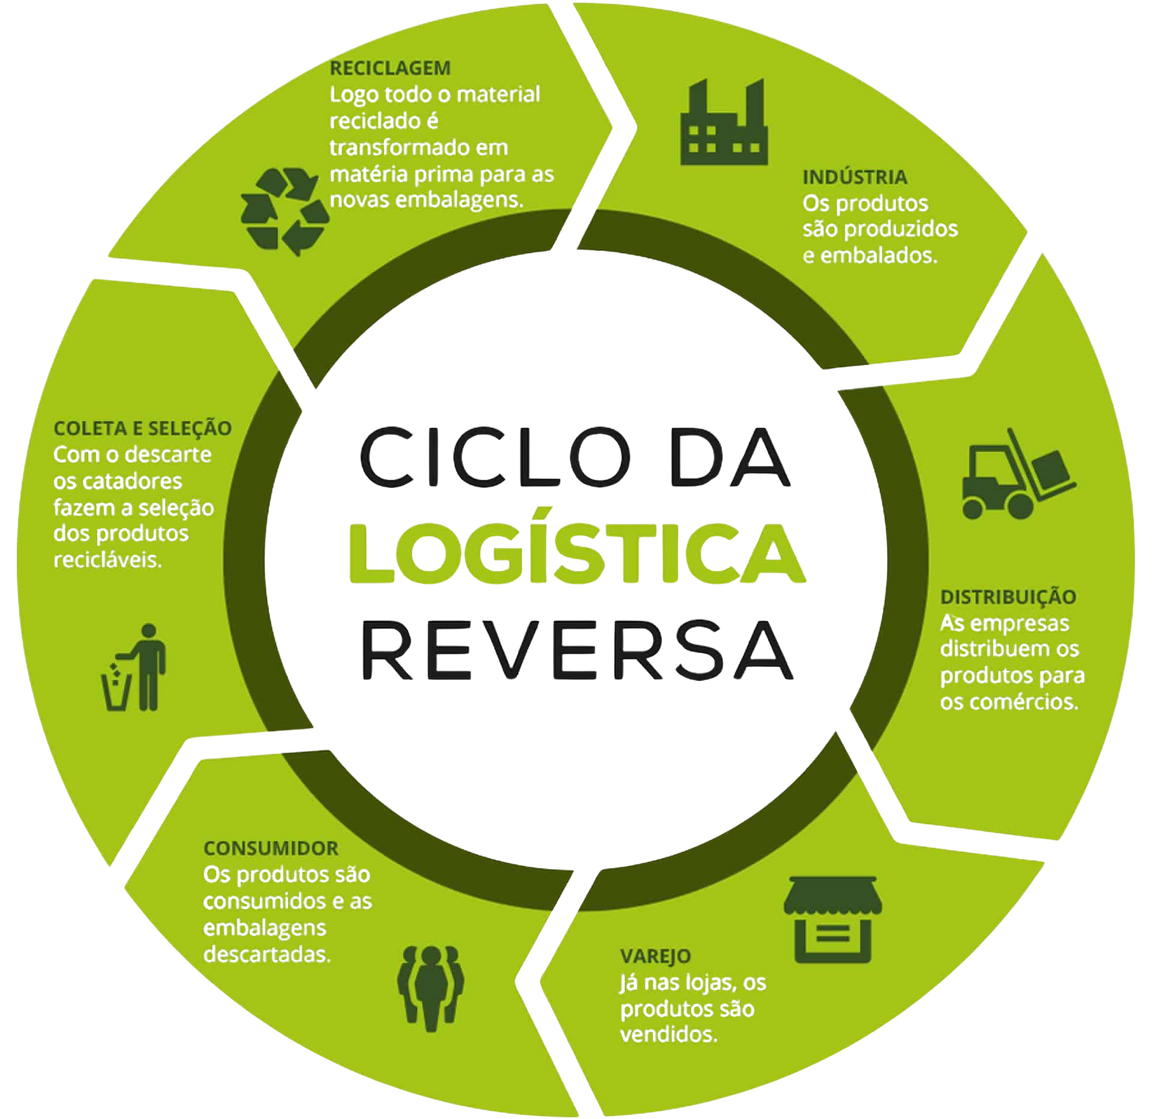 CICLO DA
LOGÍSTICA
REVERSA
INDÚSTRIA
Os produtos
são produzidos
e embalados.
DISTRIBUIÇÃO
As empresas
distribuem os
produtos para
os comércios.
VAREJO
Já nas lojas, os
produtos são
vendidos.
CONSUMIDOR
Os produtos são
consumidos e as
embalagens
descartadas.
COLETA E SELEÇÃO
Com o descarte
os catadores
fazem a seleção
dos produtos
recicláveis.
RECICLAGEM
Logo todo o material
reciclado é
transformado em
matéria prima para as
novas embalagens.